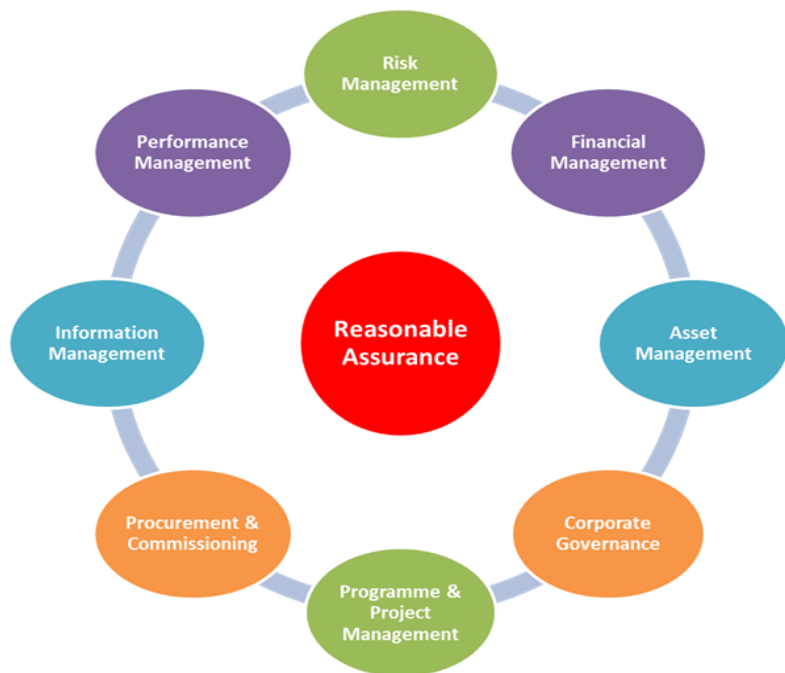 Risk
Management
Performance
Management
Financial
Management
Information
Management
Reasonable
Assurance
Asset
Management
Procurement &
Commissioning
Corporate
Governance
Programme &
Project
Management